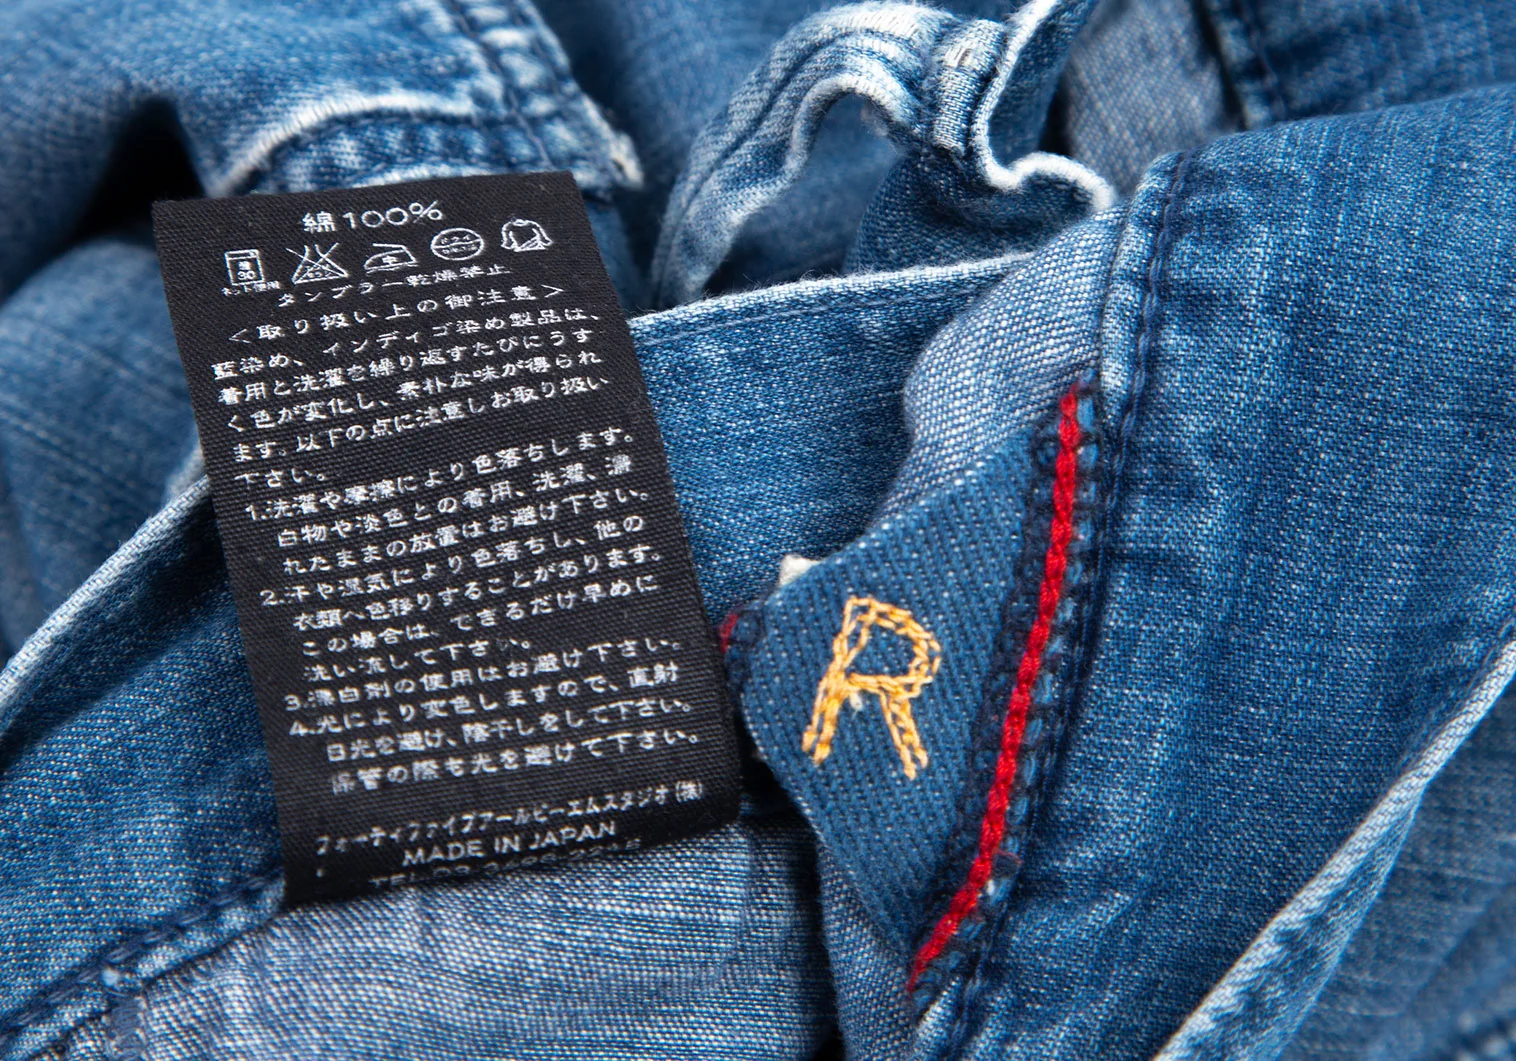 綿100%
ネット使用
タンブラー乾燥禁止
<取り扱い上の御注意>
藍染め、インディゴ染め製品は、
着用と洗濯を繰り返すたびにうす
く色が変化し、素朴な味が得られ
ます。以下の点に注意しお取り扱い
下さい。
1.洗濯や摩擦により色落ちします。
白物や淡色との着用、洗濯、濡
れたままの放置はお避け下さい。
2.汗や湿気により色落ちし、他の
衣類へ色移りすることがあります。
この場合は、できるだけ早めに
洗い流して下さい。
3.漂白剤の使用はお避け下さい。
4.光により変色しますので、直射
日光を避け、陰干しをして下さい。
保管の際も光を避けて下さい。
フォーティファイブアールピーエムスタジオ(株)
MADE IN JAPAN
TEL.03
R